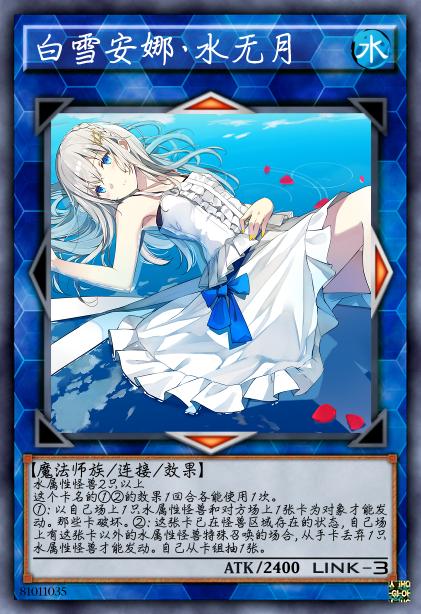 白雪安娜·水无月
水
【魔法师族/连接/效果】
水属性怪兽2只以上
这个卡名的①②的效果1回合各能使用1次。
①：以自己场上1只水属性怪兽和对方场上1张卡为对象才能发
动。那些卡破坏。②：这张卡已在怪兽区域存在的状态，自己场
上有这张卡以外的水属性怪兽特殊召唤的场合，从手卡丢弃1只
水属性怪兽才能发动。自己从卡组抽1张。
ATK/2400 LINK-3
81011035